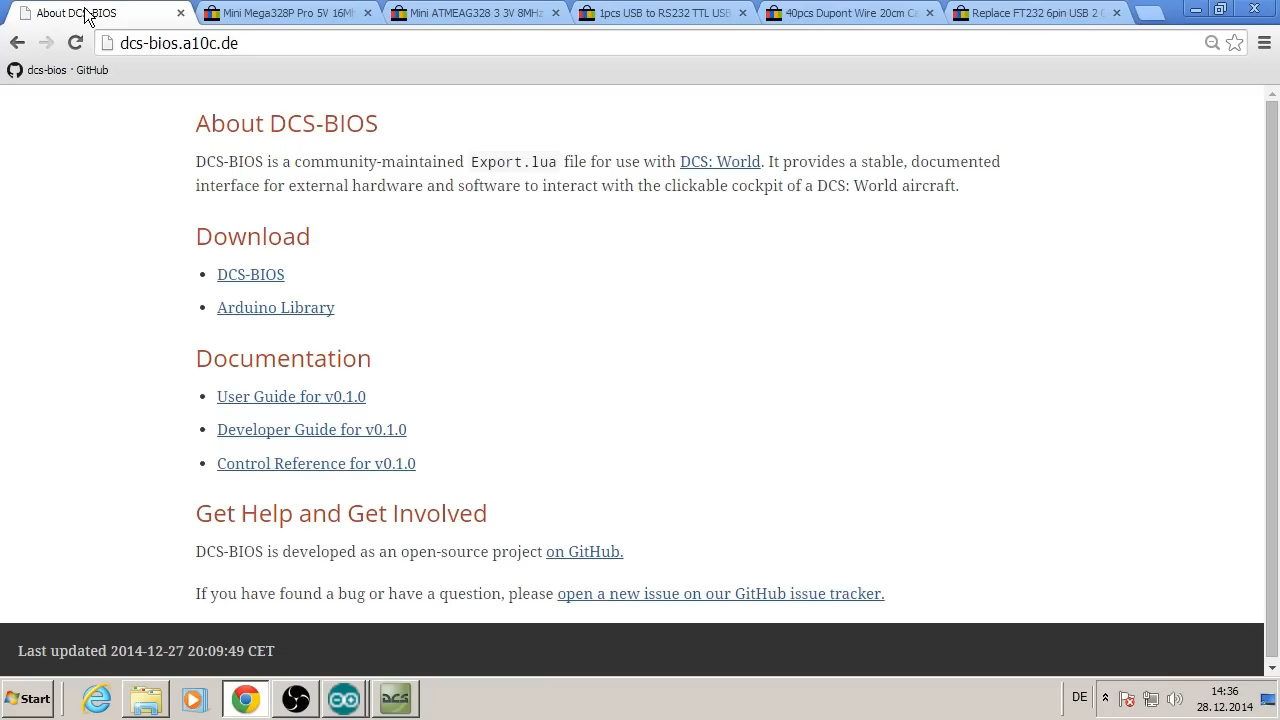 About DCS-BIOS
Mini Mega328P Pro 5V 16M
Mini ATMEAG328 3.3V 8MHz
1pcs USB to RS232 TTL USB
40pcs Dupont Wire 20cm
Replace FT232 6pin USB
dcs-bios.a10c.de
dcs-bios · GitHub
About DCS-BIOS
DCS-BIOS is a community-maintained Export.lua file for use with DCS: World. It provides a stable, documented
interface for external hardware and software to interact with the clickable cockpit of a DCS: World aircraft.
Download
• DCS-BIOS
• Arduino Library
Documentation
• User Guide for v0.1.0
• Developer Guide for v0.1.0
• Control Reference for v0.1.0
Get Help and Get Involved
DCS-BIOS is developed as an open-source project on GitHub.
If you have found a bug or have a question, please open a new issue on our GitHub issue tracker.
Last updated 2014-12-27 20:09:49 CET
Start
DCS
DE
14:36
28.12.2014